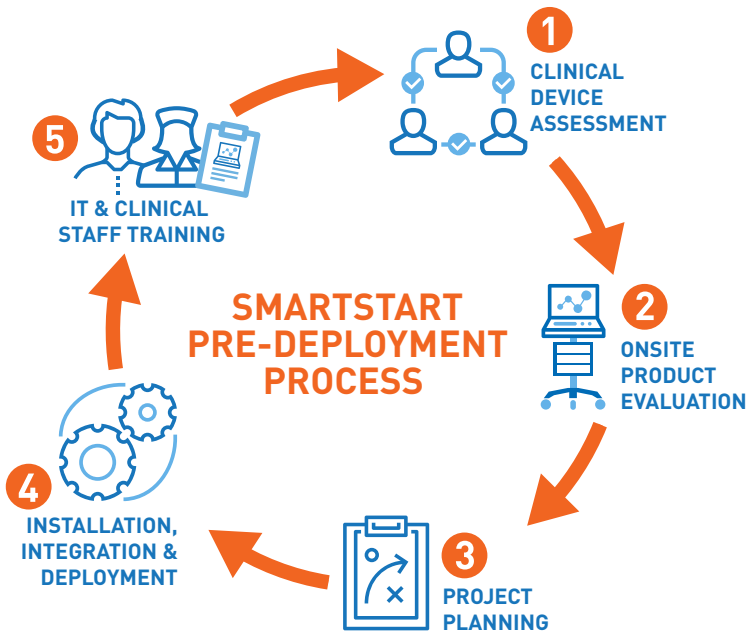 1
CLINICAL
DEVICE
ASSESSMENT
2
ONSITE
PRODUCT
EVALUATION
3
PROJECT
PLANNING
4
INSTALLATION,
INTEGRATION &
DEPLOYMENT
5
IT & CLINICAL
STAFF TRAINING
SMARTSTART
PRE-DEPLOYMENT
PROCESS